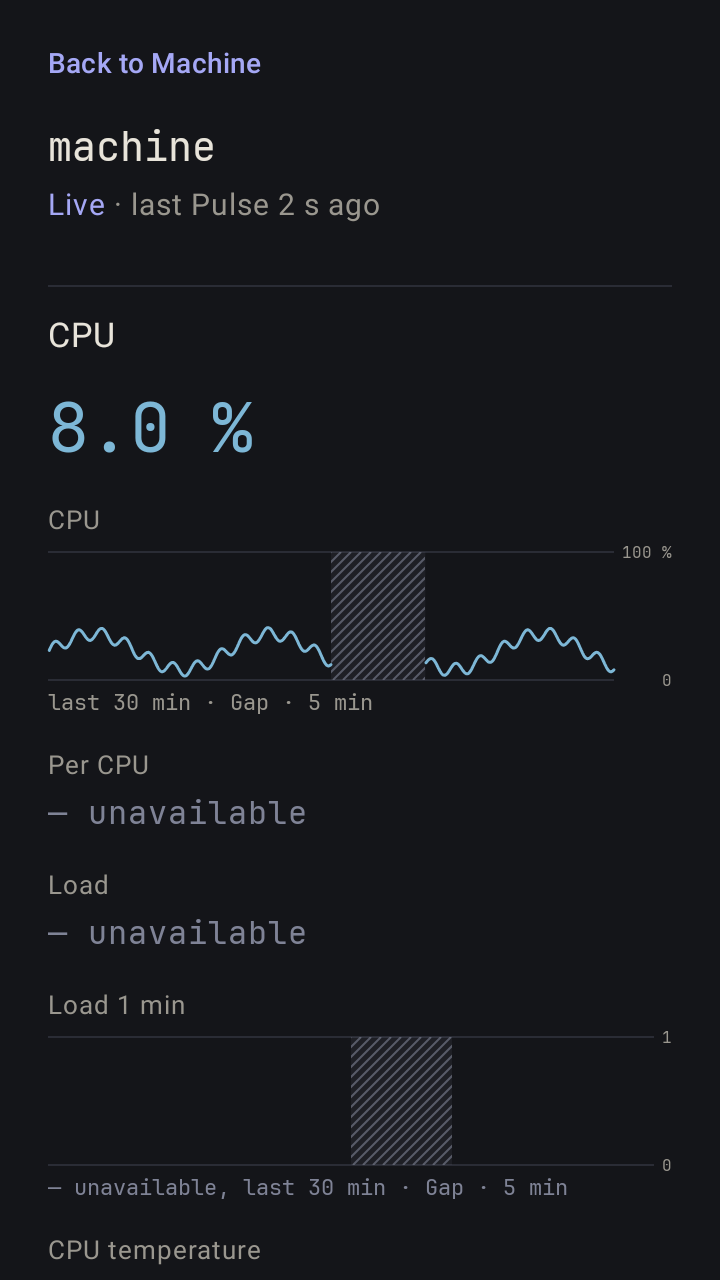 Back to Machine
machine
Live · last Pulse 2 s ago
CPU
8.0 %
CPU
100 %
0
last 30 min · Gap · 5 min
Per CPU
— unavailable
Load
— unavailable
Load 1 min
1
0
— unavailable, last 30 min · Gap · 5 min
CPU temperature